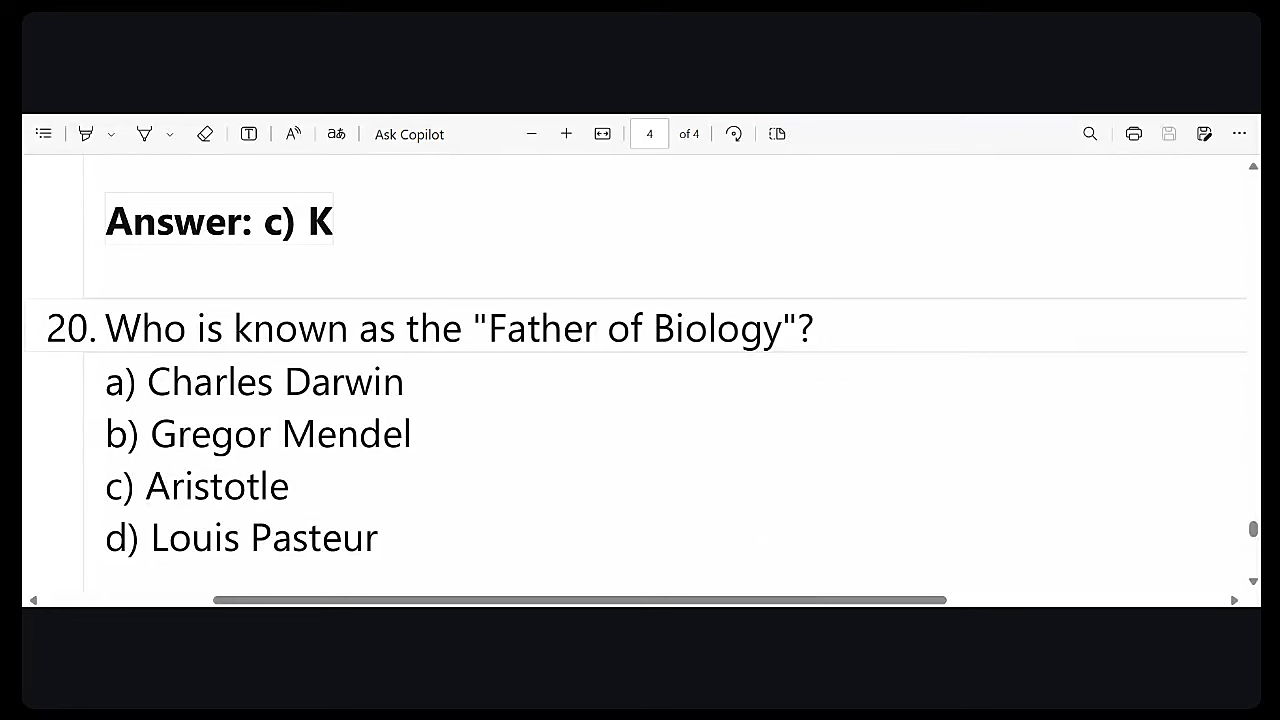 Ask Copilot
4 of 4
Answer: c) K
20. Who is known as the "Father of Biology"?
a) Charles Darwin
b) Gregor Mendel
c) Aristotle
d) Louis Pasteur